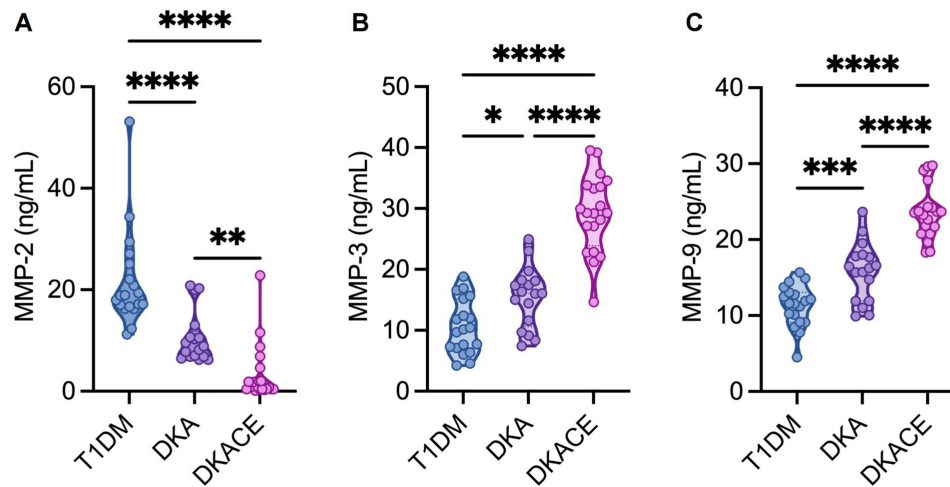 A
****
****
**
MMP-2 (ng/mL)
60
40
20
0
T1DM
DKA
DKACE
B
****
*
****
MMP-3 (ng/mL)
50
40
30
20
10
0
T1DM
DKA
DKACE
C
****
****
***
MMP-9 (ng/mL)
40
30
20
10
0
T1DM
DKA
DKACE